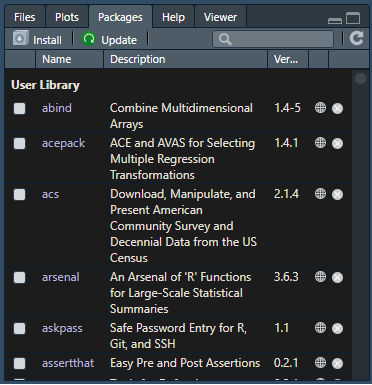 Files Plots Packages Help Viewer
Install Update
Name Description Ver...
User Library
abind Combine Multidimensional 1.4-5
Arrays
acepack ACE and AVAS for Selecting 1.4.1
Multiple Regression
Transformations
acs Download, Manipulate, and 2.1.4
Present American
Community Survey and
Decennial Data from the US
Census
arsenal An Arsenal of 'R' Functions 3.6.3
for Large-Scale Statistical
Summaries
askpass Safe Password Entry for R, 1.1
Git, and SSH
assertthat Easy Pre and Post Assertions 0.2.1